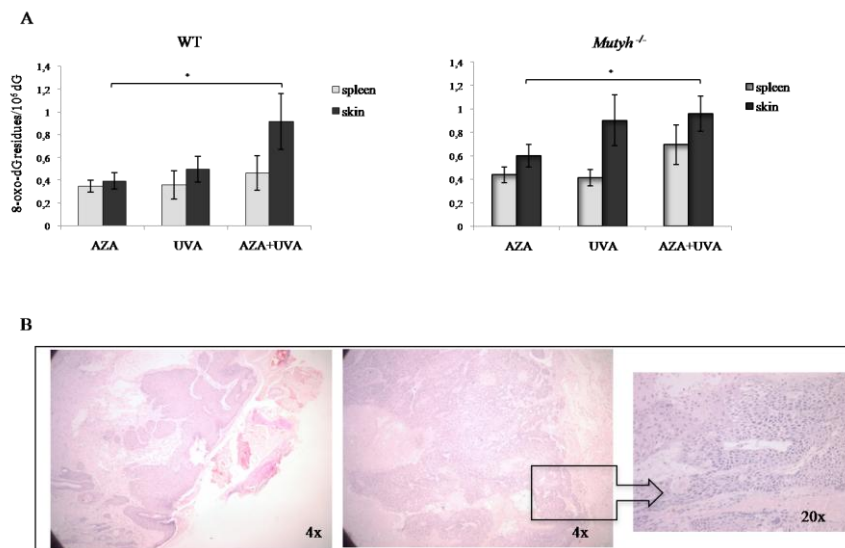 A
WT
8-oxo-dG residues/10⁶ dG
1,4
1,2
1
0,8
0,6
0,4
0,2
0
*
AZA
UVA
AZA+UVA
spleen
skin
Mutyh⁻/⁻
1,4
1,2
1
0,8
0,6
0,4
0,2
0
*
AZA
UVA
AZA+UVA
spleen
skin
B
4x
4x
20x